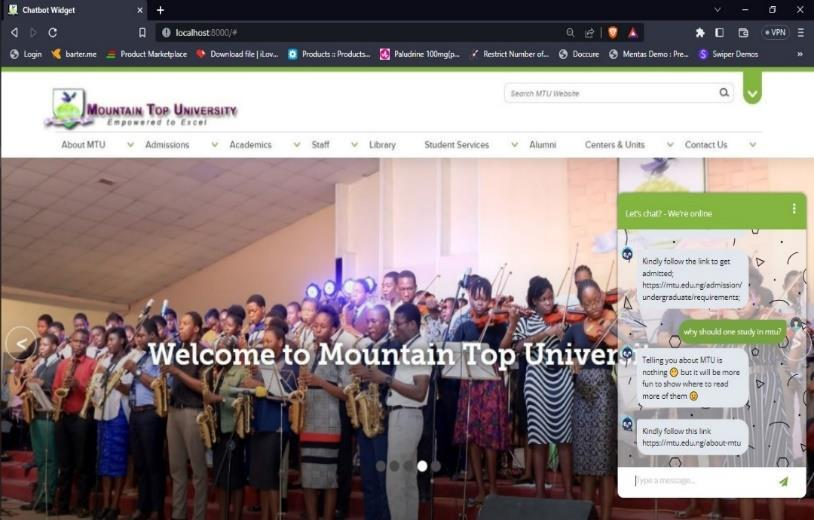 Chatbot Widget
localhost:8000/#
VPN
Login
barter.me
Product Marketplace
Download file | iLov...
Products :: Products...
Paludrine 100mg(p...
Restrict Number of...
Doccure
Mentas Demo : Pre...
Swiper Demos
Mountain Top University
Empowered to Excel
Search MTU Website
About MTU
Admissions
Academics
Staff
Library
Student Services
Alumni
Centers & Units
Contact Us
Welcome to Mountain Top Univer
Let's chat? - We're online
Kindly follow the link to get
admitted;
https://mtu.edu.ng/admission/
undergraduate/requirements;
why should one study in mtu?
Telling you about MTU is
nothing 🙂 but it will be more
fun to show where to read
more of them 🙂
Kindly follow this link
https://mtu.edu.ng/about-mtu
Type a message...